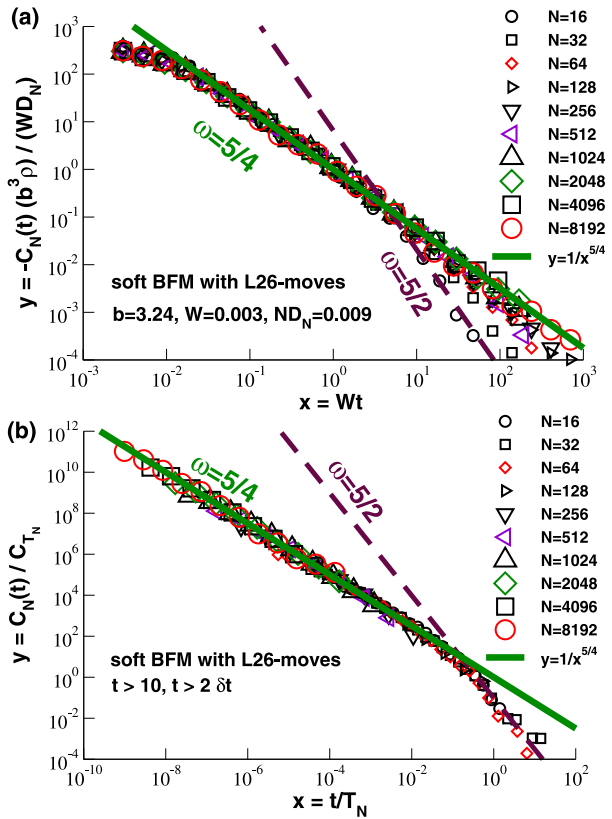 (a)
y = -C_N(t) (b^3ρ) / (WD_N)
10^3
10^2
10^1
10^0
10^-1
10^-2
10^-3
10^-4
ω=5/4
ω=5/2
soft BFM with L26-moves
b=3.24, W=0.003, ND_N=0.009
N=16
N=32
N=64
N=128
N=256
N=512
N=1024
N=2048
N=4096
N=8192
y=1/x^5/4
10^-3
10^-2
10^-1
10^0
10^1
10^2
10^3
x = Wt
(b)
y = C_N(t) / C_T_N
10^12
10^10
10^8
10^6
10^4
10^2
10^0
10^-2
10^-4
ω=5/4
ω=5/2
soft BFM with L26-moves
t > 10, t > 2 δt
N=16
N=32
N=64
N=128
N=256
N=512
N=1024
N=2048
N=4096
N=8192
y=1/x^5/4
10^-10
10^-8
10^-6
10^-4
10^-2
10^0
10^2
x = t/T_N